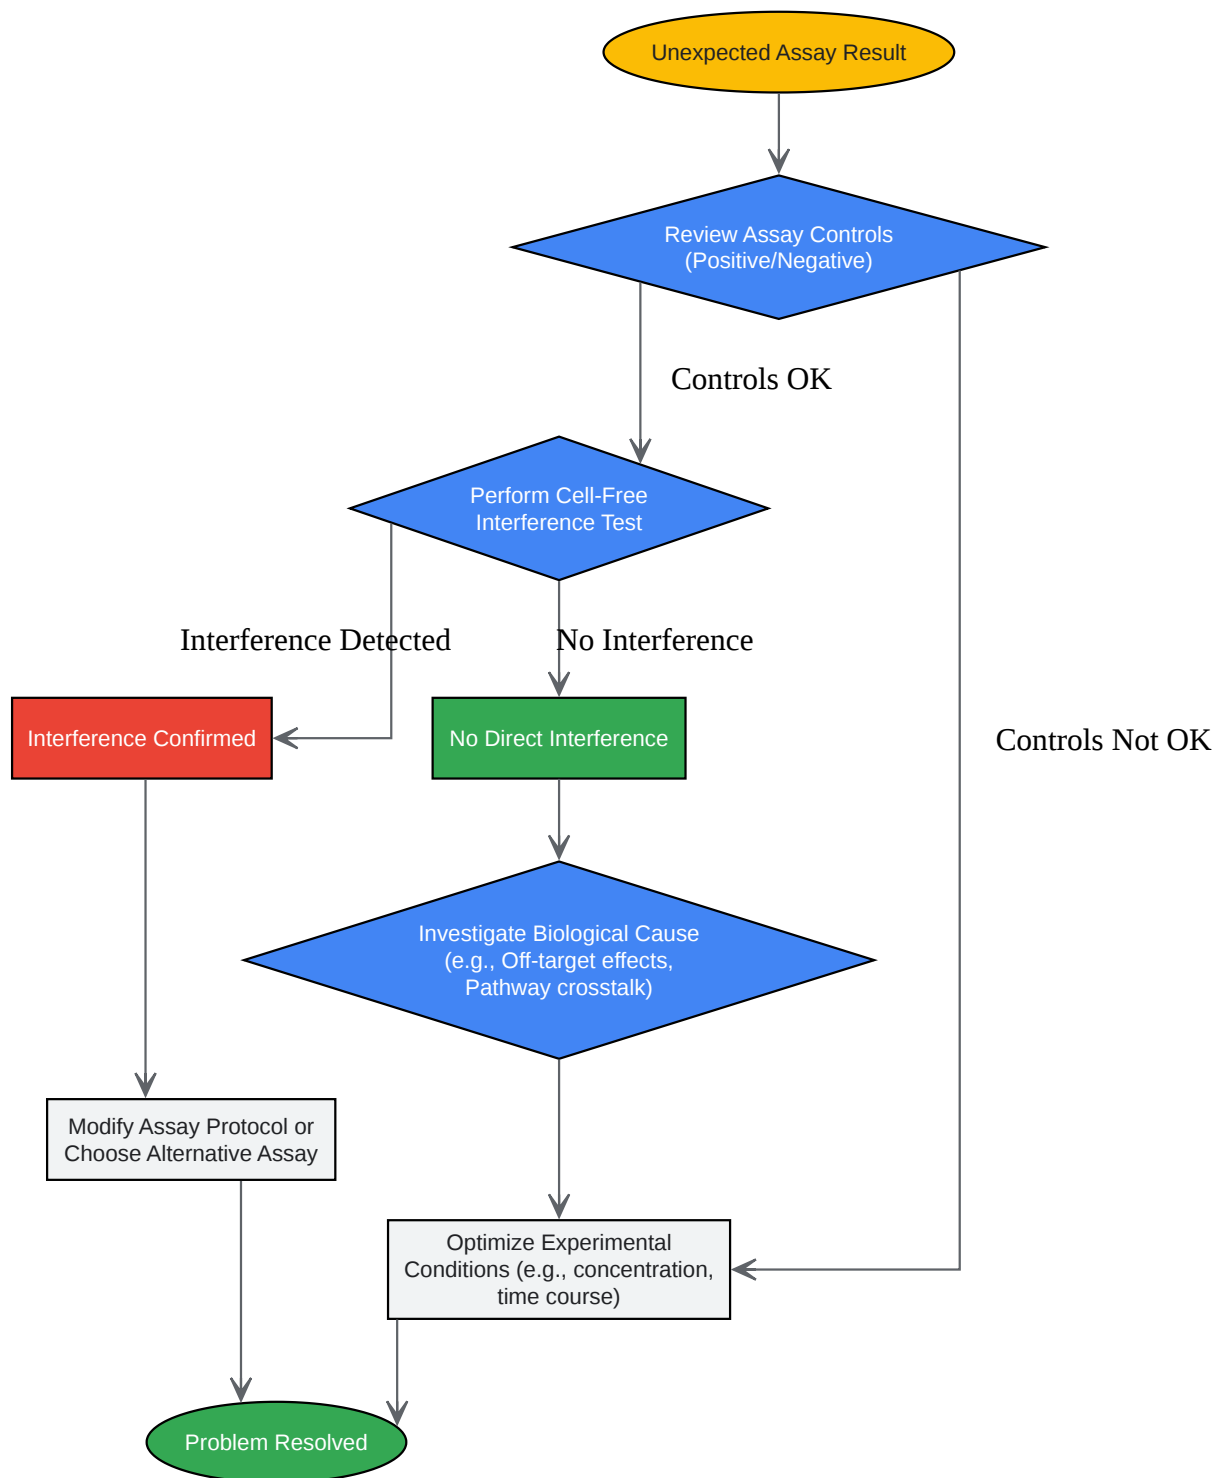 Unexpected Assay Result
Review Assay Controls
(Positive/Negative)
Controls OK
Perform Cell-Free
Interference Test
Interference Detected
No Interference
Interference Confirmed
No Direct Interference
Controls Not OK
Investigate Biological Cause
(e.g., Off-target effects,
Pathway crosstalk)
Modify Assay Protocol or
Choose Alternative Assay
Optimize Experimental
Conditions (e.g., concentration,
time course)
Problem Resolved